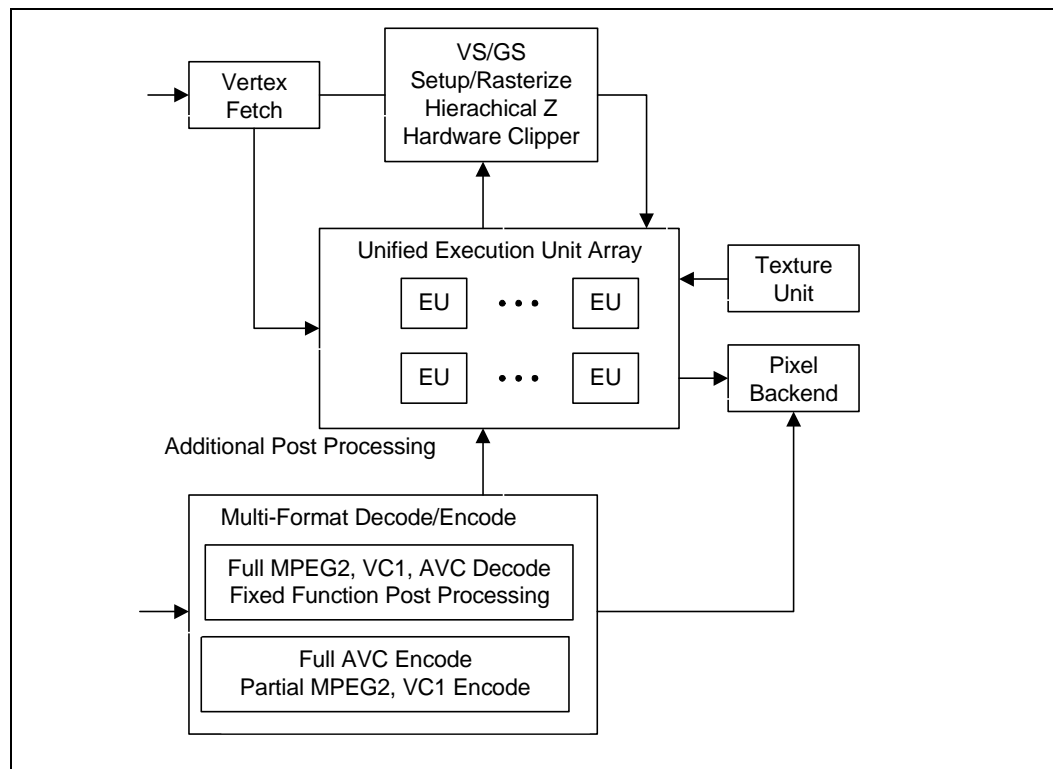 VS/GS
Setup/Rasterize
Hierachical Z
Hardware Clipper
Vertex
Fetch
Unified Execution Unit Array
EU ••• EU
EU ••• EU
Texture
Unit
Pixel
Backend
Additional Post Processing
Multi-Format Decode/Encode
Full MPEG2, VC1, AVC Decode
Fixed Function Post Processing
Full AVC Encode
Partial MPEG2, VC1 Encode